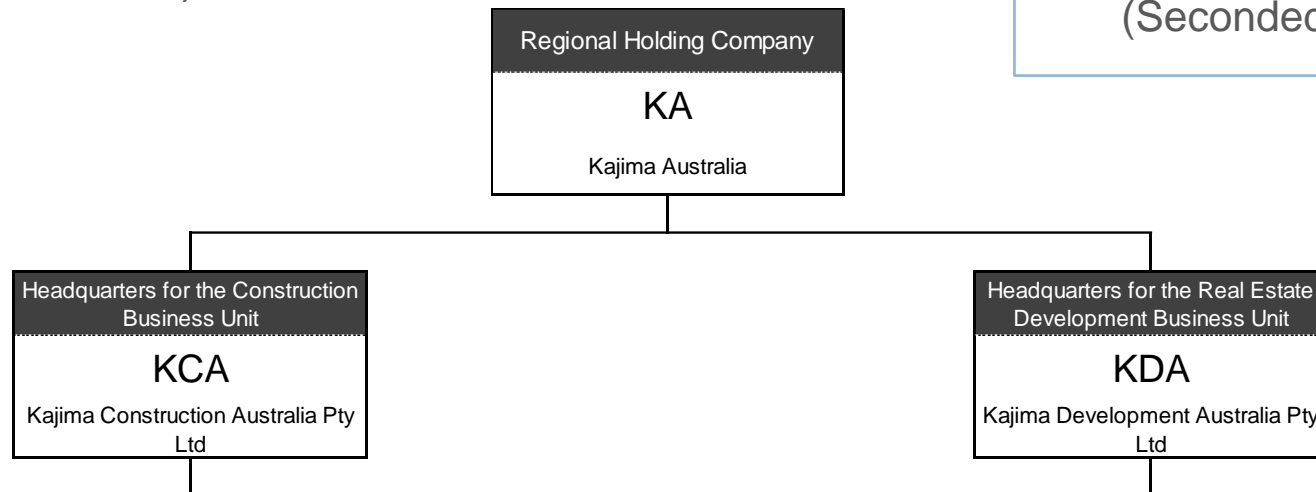 (Seconded
Regional Holding Company
KA
Kajima Australia
Headquarters for the Construction
Business Unit
KCA
Kajima Construction Australia Pty
Ltd
Headquarters for the Real Estate
Development Business Unit
KDA
Kajima Development Australia Pty
Ltd